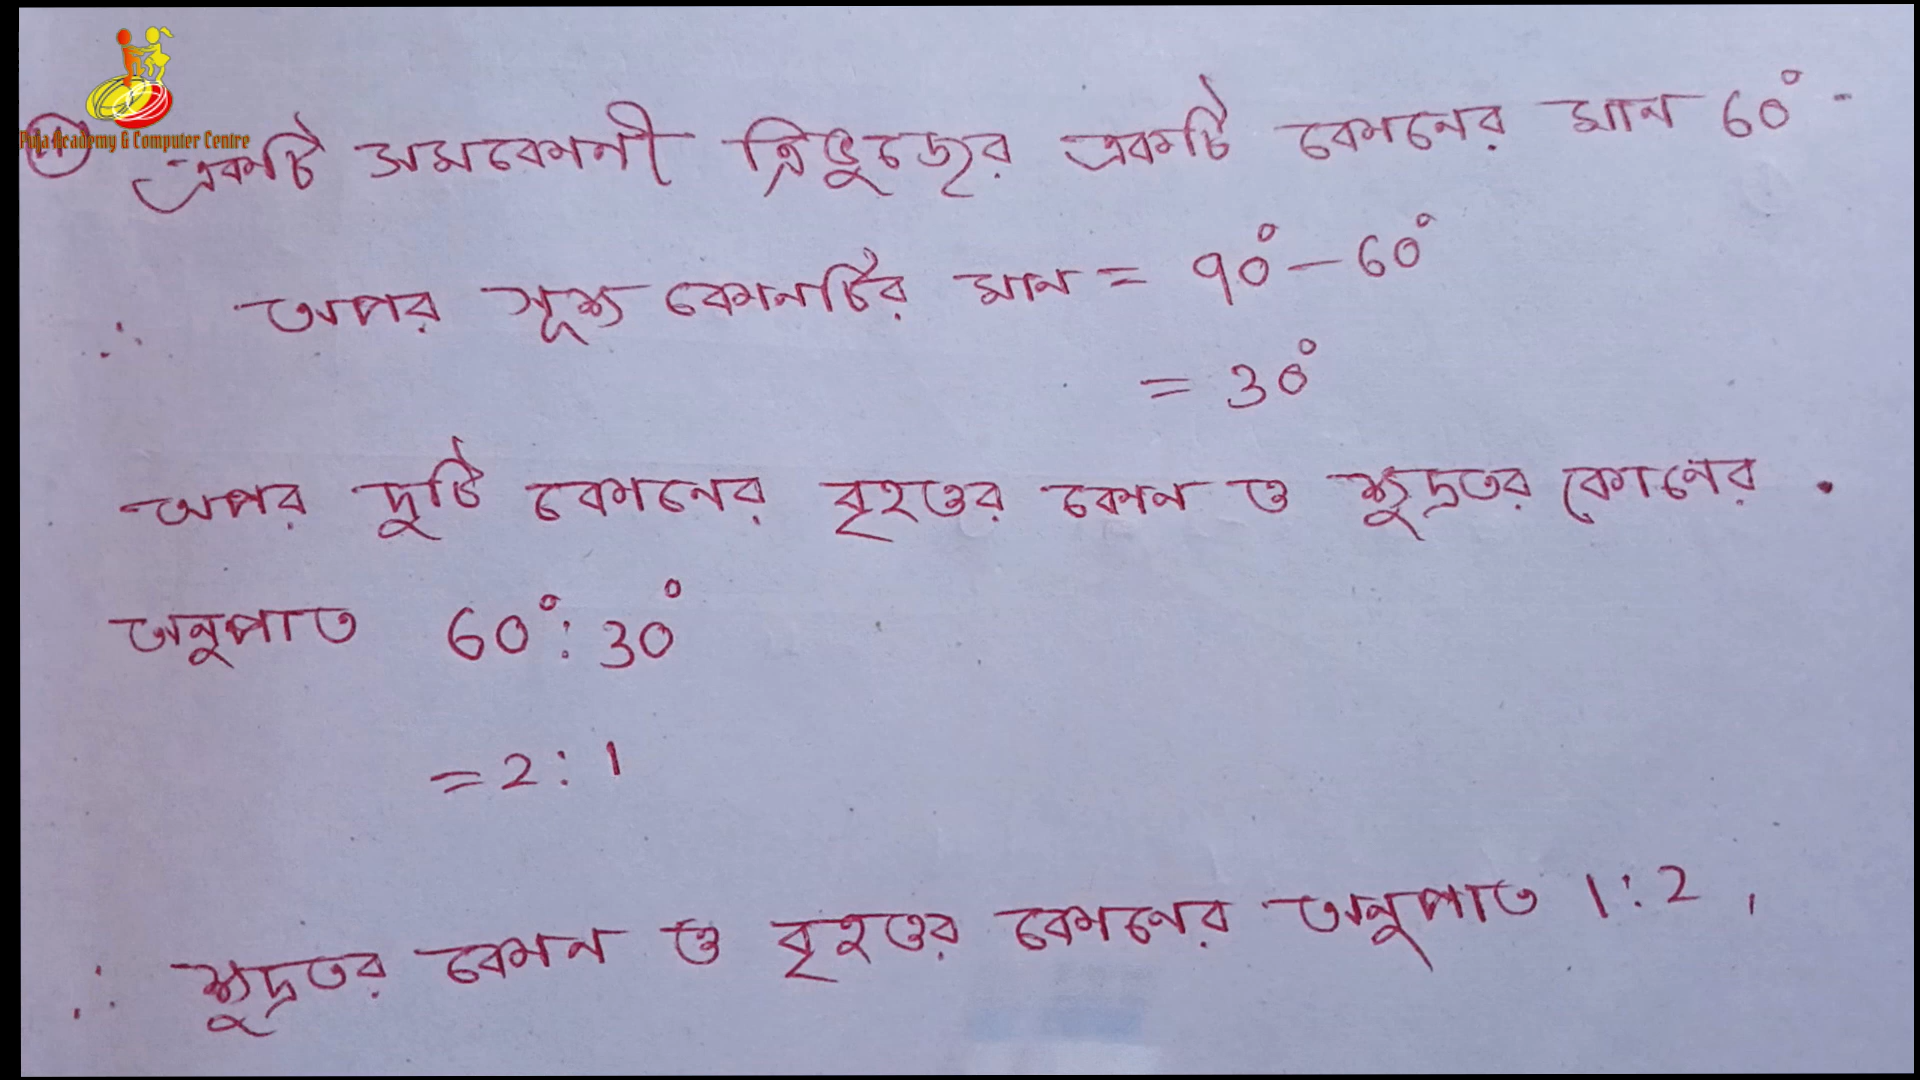 Puja Academy & Computer Centre
একটি সমকোনী ত্রিভুজের একটি কোনের মান 60°
∴ অপর সূক্ষ্ম কোনটির মান = 90° - 60°
= 30°
অপর দুটি কোনের বৃহত্তর কোন ও ক্ষুদ্রতর কোনের
অনুপাত 60° : 30°
= 2 : 1
∴ ক্ষুদ্রতর কোন ও বৃহত্তর কোনের অনুপাত 1 : 2 ,